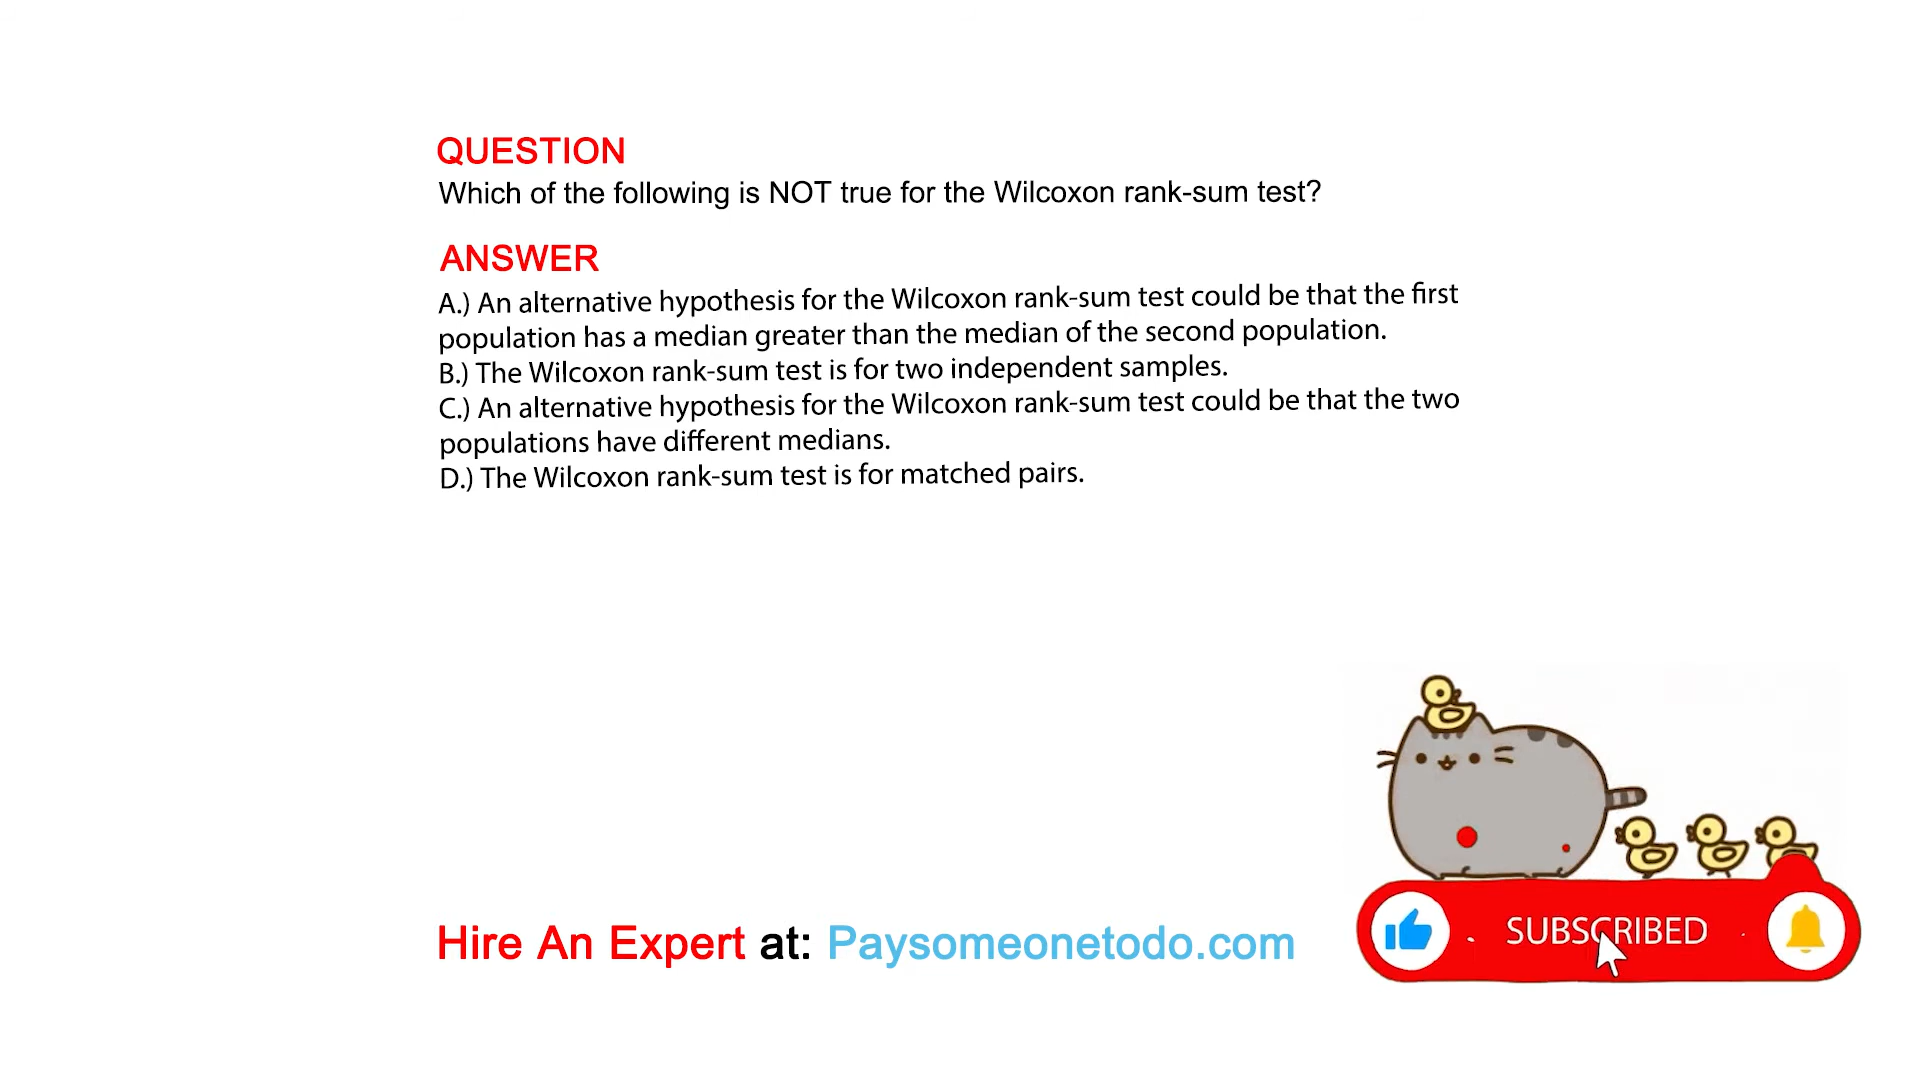 QUESTION
Which of the following is NOT true for the Wilcoxon rank-sum test?
ANSWER
A.) An alternative hypothesis for the Wilcoxon rank-sum test could be that the first
population has a median greater than the median of the second population.
B.) The Wilcoxon rank-sum test is for two independent samples.
C.) An alternative hypothesis for the Wilcoxon rank-sum test could be that the two
populations have different medians.
D.) The Wilcoxon rank-sum test is for matched pairs.
Hire An Expert at: Paysomeonetodo.com
SUBSCRIBED